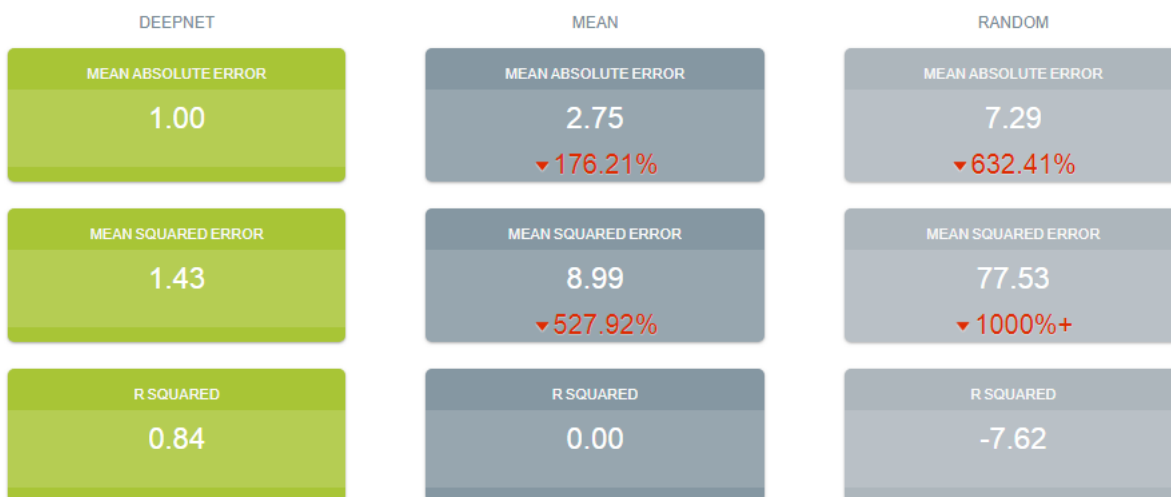 DEEPNET MEAN RANDOM
MEAN ABSOLUTE ERROR MEAN ABSOLUTE ERROR MEAN ABSOLUTE ERROR
1.00 2.75 7.29
▼176.21% ▼632.41%
MEAN SQUARED ERROR MEAN SQUARED ERROR MEAN SQUARED ERROR
1.43 8.99 77.53
▼527.92% ▼1000%+
R SQUARED R SQUARED R SQUARED
0.84 0.00 -7.62